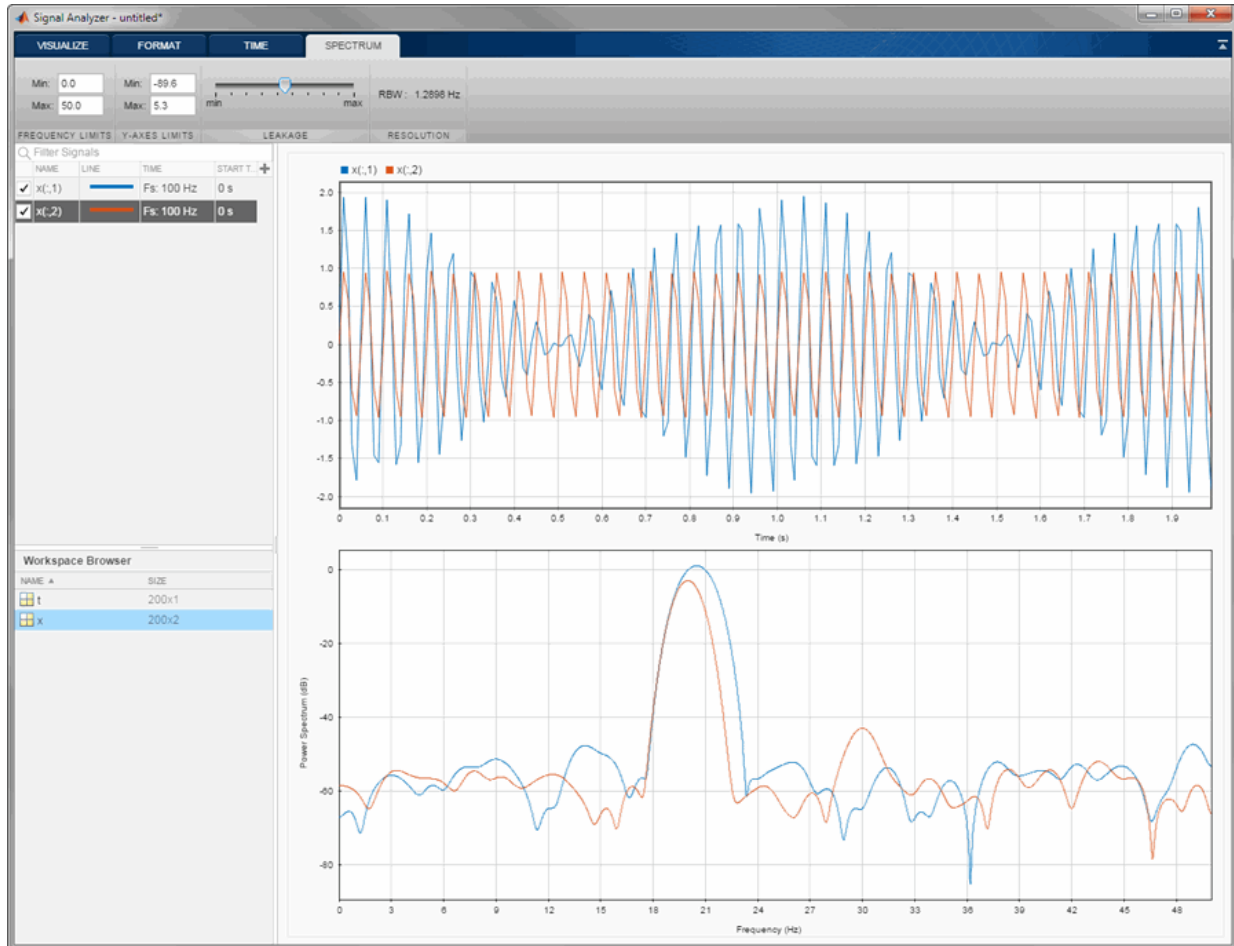 Signal Analyzer - untitled*
VISUALIZE FORMAT TIME SPECTRUM
Min: 0.0 Min: -89.6
Max: 50.0 Max: 5.3
min max
RBW : 1.2898 Hz
FREQUENCY LIMITS Y-AXES LIMITS LEAKAGE RESOLUTION
Filter Signals
NAME LINE TIME START T...
x(:,1) Fs: 100 Hz 0 s
x(:,2) Fs: 100 Hz 0 s
Workspace Browser
NAME SIZE
t 200x1
x 200x2
x(:,1) x(:,2)
2.0
1.5
1.0
0.5
0
-0.5
-1.0
-1.5
-2.0
0 0.1 0.2 0.3 0.4 0.5 0.6 0.7 0.8 0.9 1.0 1.1 1.2 1.3 1.4 1.5 1.6 1.7 1.8 1.9
Time (s)
Power Spectrum (dB)
0
-20
-40
-60
-80
0 3 6 9 12 15 18 21 24 27 30 33 36 39 42 45 48
Frequency (Hz)